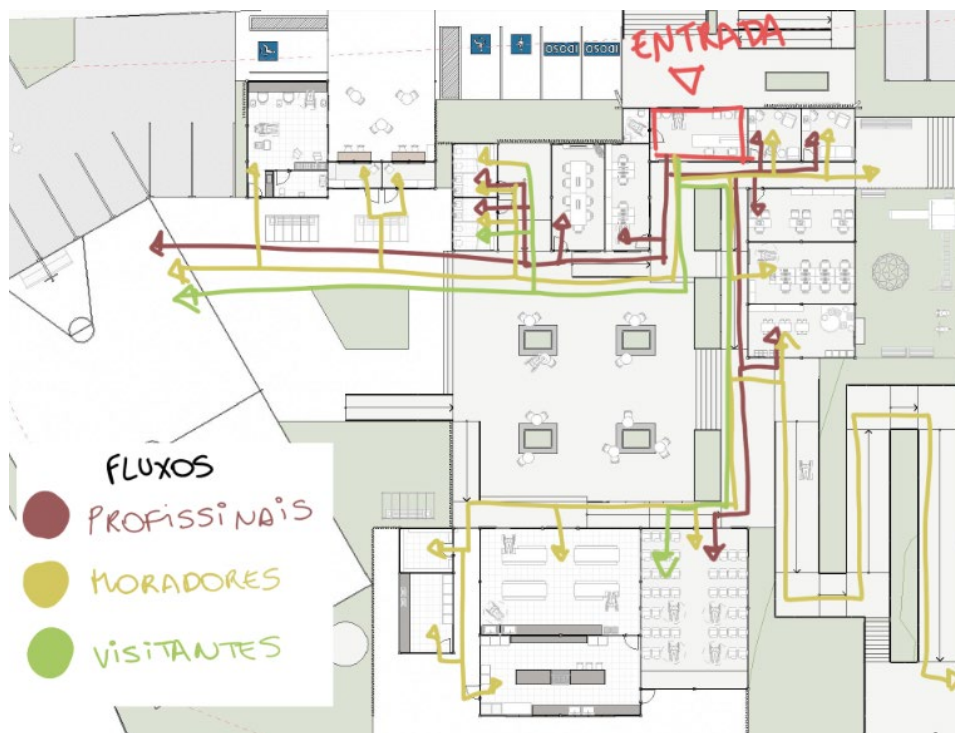 ENTRADA
IDOSO
IDOSO
FLUXOS
PROFISSINAIS
MORADORES
VISITANTES